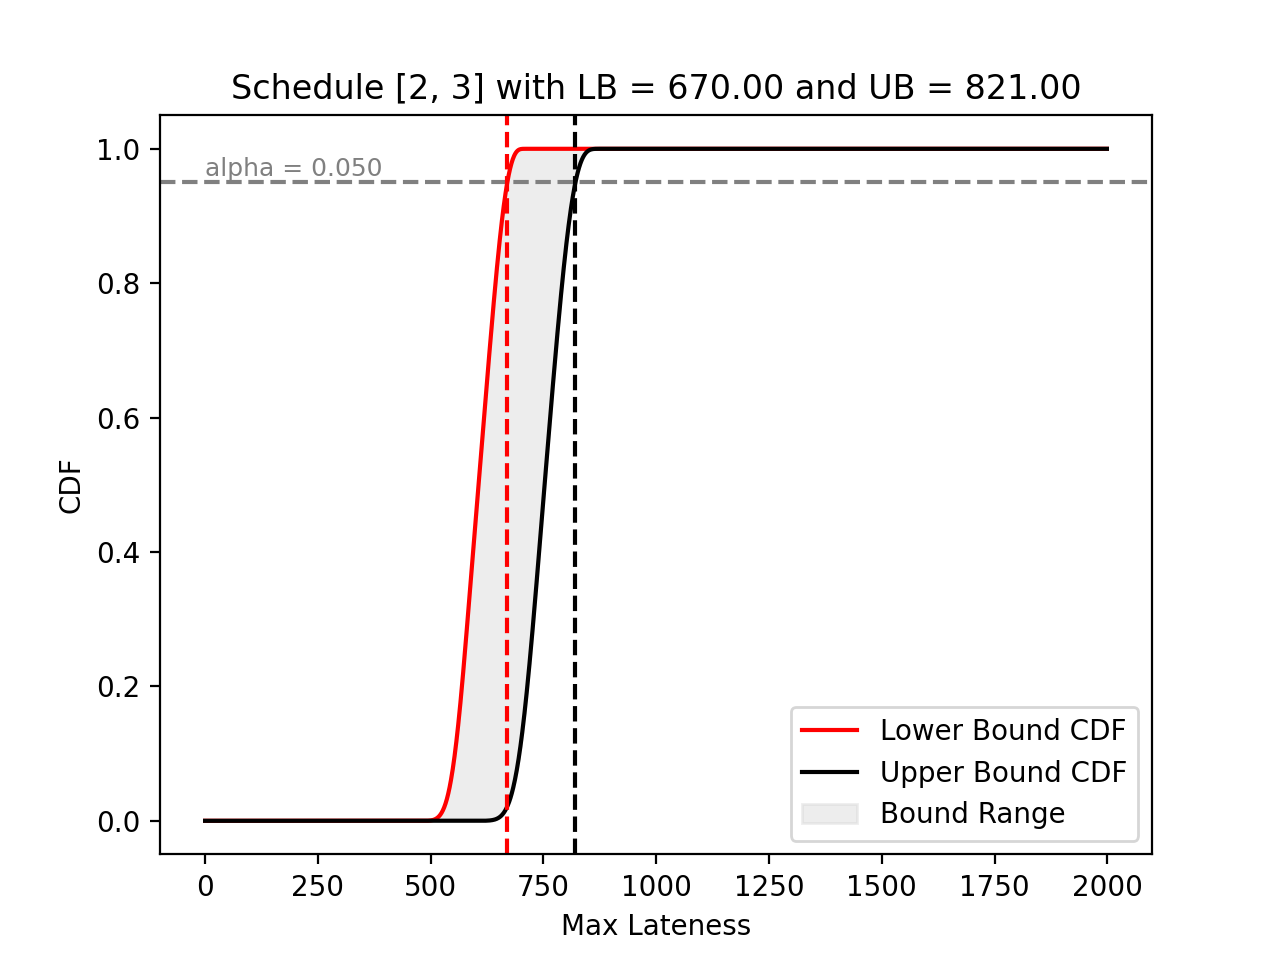 Schedule [2, 3] with LB = 670.00 and UB = 821.00
1.0
alpha = 0.050
0.8
0.6
CDF
0.4
0.2
0.0
Lower Bound CDF
Upper Bound CDF
Bound Range
0 250 500 750 1000 1250 1500 1750 2000
Max Lateness